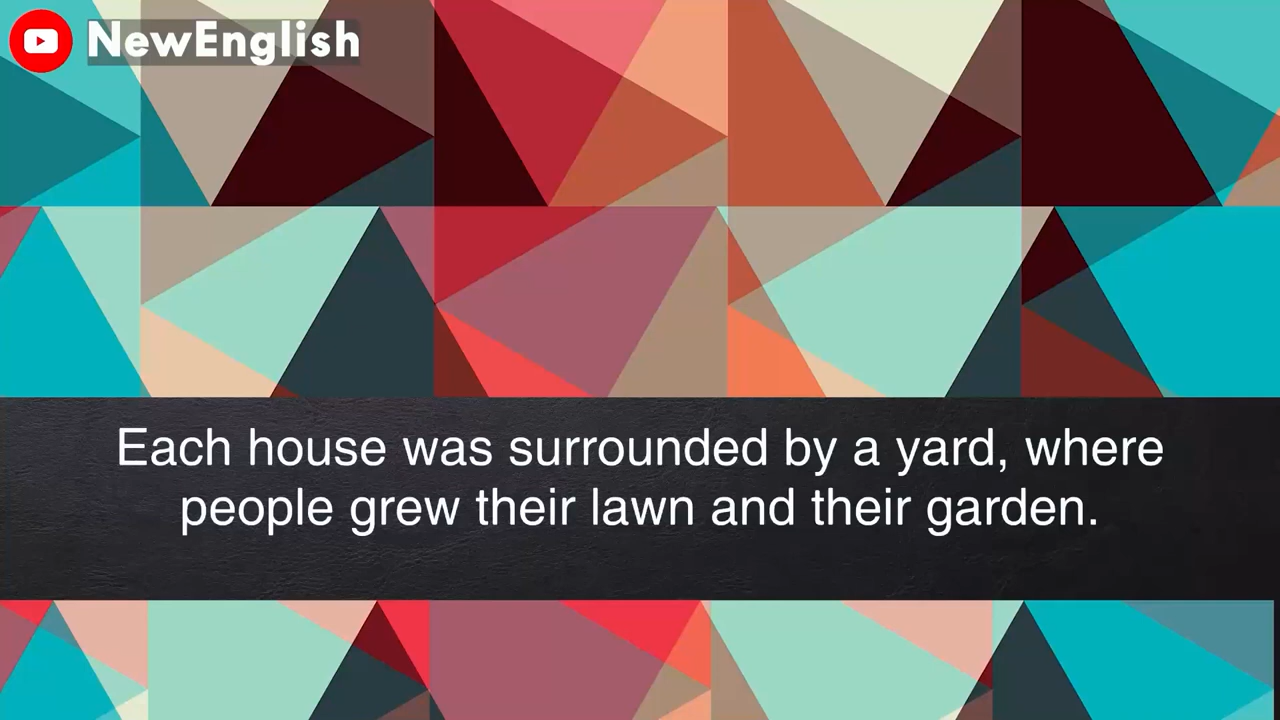 NewEnglish
Each house was surrounded by a yard, where
people grew their lawn and their garden.